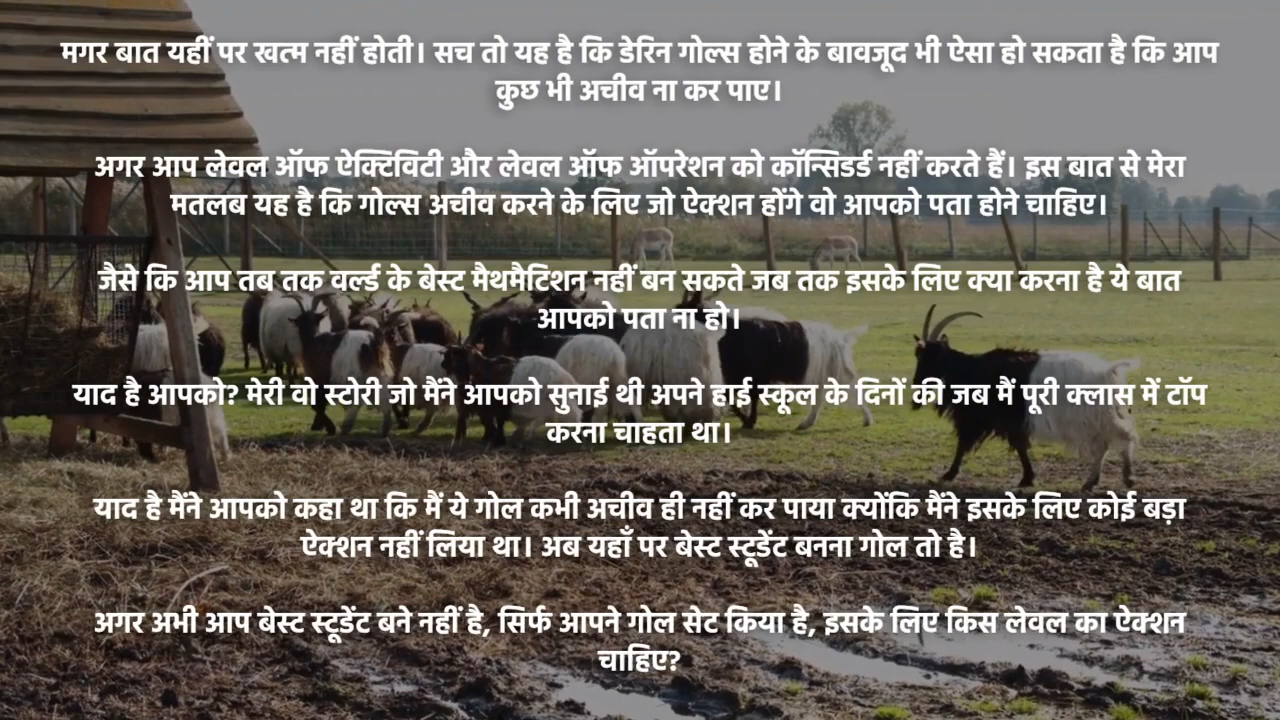 मगर बात यहीं पर खत्म नहीं होती। सच तो यह है कि डेरिन गोल्स होने के बावजूद भी ऐसा हो सकता है कि आप
कुछ भी अचीव ना कर पाए।
अगर आप लेवल ऑफ ऐक्टिविटी और लेवल ऑफ ऑपरेशन को कॉन्सिडर्ड नहीं करते हैं। इस बात से मेरा
मतलब यह है कि गोल्स अचीव करने के लिए जो ऐक्शन होंगे वो आपको पता होने चाहिए।
जैसे कि आप तब तक वर्ल्ड के बेस्ट मैथमैटिशन नहीं बन सकते जब तक इसके लिए क्या करना है ये बात
आपको पता ना हो।
याद है आपको? मेरी वो स्टोरी जो मैंने आपको सुनाई थी अपने हाई स्कूल के दिनों की जब मैं पूरी क्लास में टॉप
करना चाहता था।
याद है मैंने आपको कहा था कि मैं ये गोल कभी अचीव ही नहीं कर पाया क्योंकि मैंने इसके लिए कोई बड़ा
ऐक्शन नहीं लिया था। अब यहाँ पर बेस्ट स्टूडेंट बनना गोल तो है।
अगर अभी आप बेस्ट स्टूडेंट बने नहीं है, सिर्फ आपने गोल सेट किया है, इसके लिए किस लेवल का ऐक्शन
चाहिए?